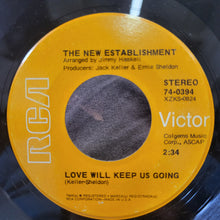 THE NEW ESTABLISHMENT
Arranged by Jimmy Haskell
Producers: Jack Keller & Ernie Sheldon
RCA
STEREO
74-0394
XZKS-0824
Victor
Colgems Music
Corp., ASCAP
2:34
LOVE WILL KEEP US GOING
(Keller-Sheldon)